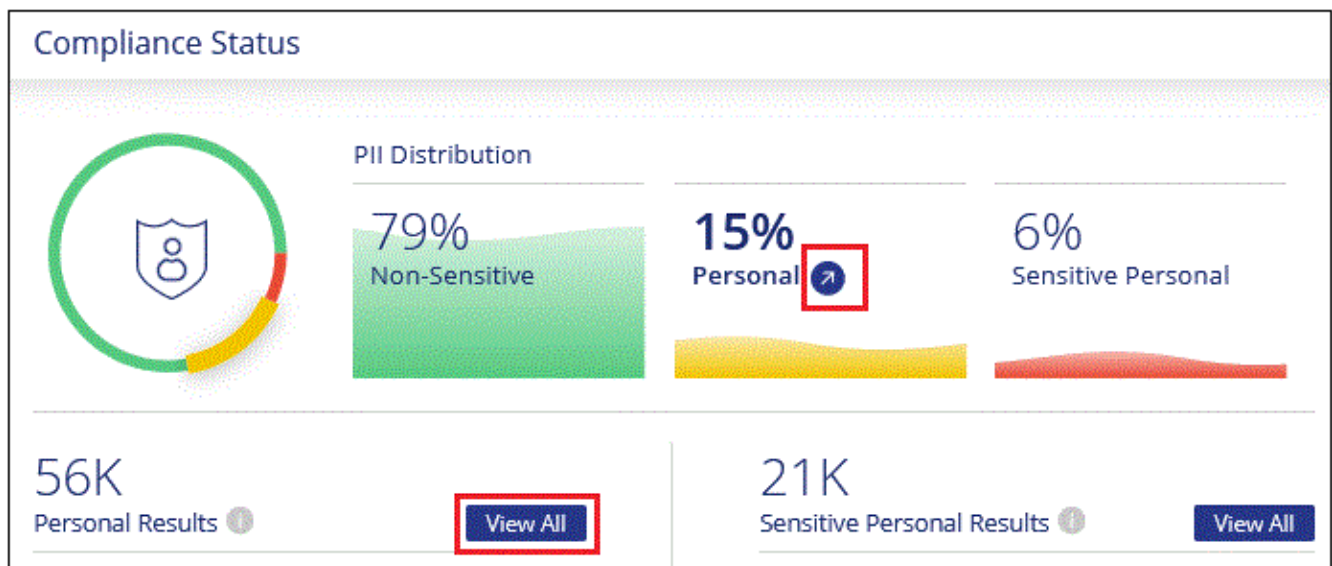 Compliance Status
PII Distribution
79%
Non-Sensitive
15%
Personal
6%
Sensitive Personal
56K
Personal Results
View All
21K
Sensitive Personal Results
View All